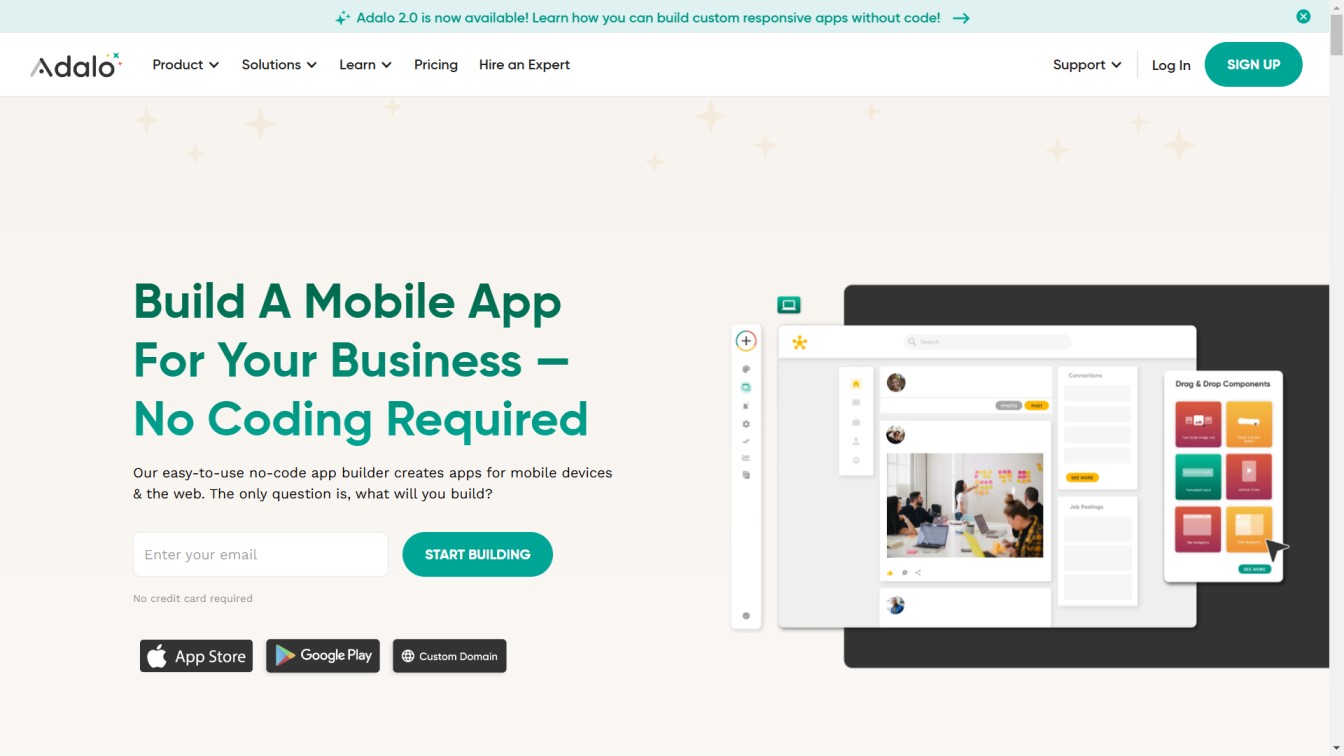 Adalo 2.0 is now available! Learn how you can build custom responsive apps without code!
Adalo
Product
Solutions
Learn
Pricing
Hire an Expert
Support
Log In
SIGN UP
Build A Mobile App
For Your Business —
No Coding Required
Our easy-to-use no-code app builder creates apps for mobile devices
& the web. The only question is, what will you build?
Enter your email
START BUILDING
No credit card required
App Store
Google Play
Custom Domain
Search
POST
Connections
SEE MORE
Job Postings
Drag & Drop Components
SEE MORE